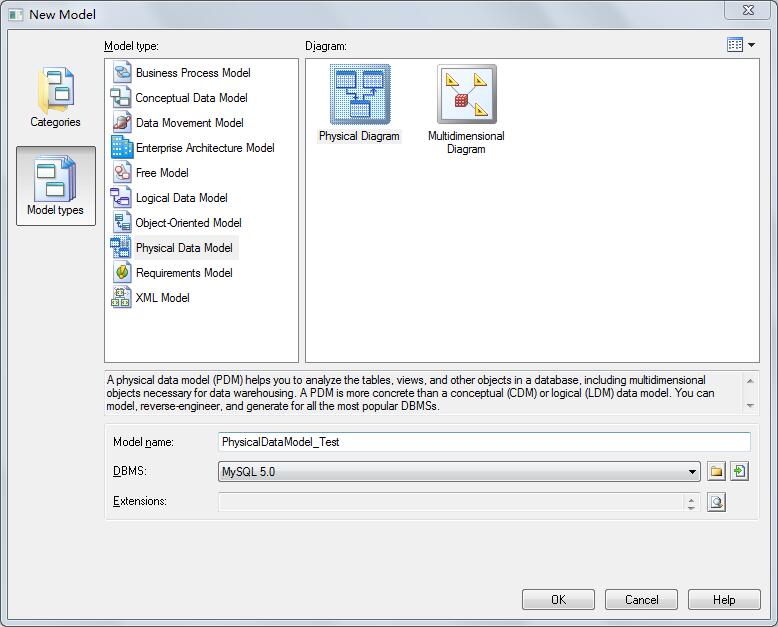 New Model
Categories
Model types
Model type:
Business Process Model
Conceptual Data Model
Data Movement Model
Enterprise Architecture Model
Free Model
Logical Data Model
Object-Oriented Model
Physical Data Model
Requirements Model
XML Model
Diagram:
Physical Diagram
Multidimensional
Diagram
A physical data model (PDM) helps you to analyze the tables, views, and other objects in a database, including multidimensional
objects necessary for data warehousing. A PDM is more concrete than a conceptual (CDM) or logical (LDM) data model. You can
model, reverse-engineer, and generate for all the most popular DBMSs.
Model name:
PhysicalDataModel_Test
DBMS:
MySQL 5.0
Extensions:
OK
Cancel
Help